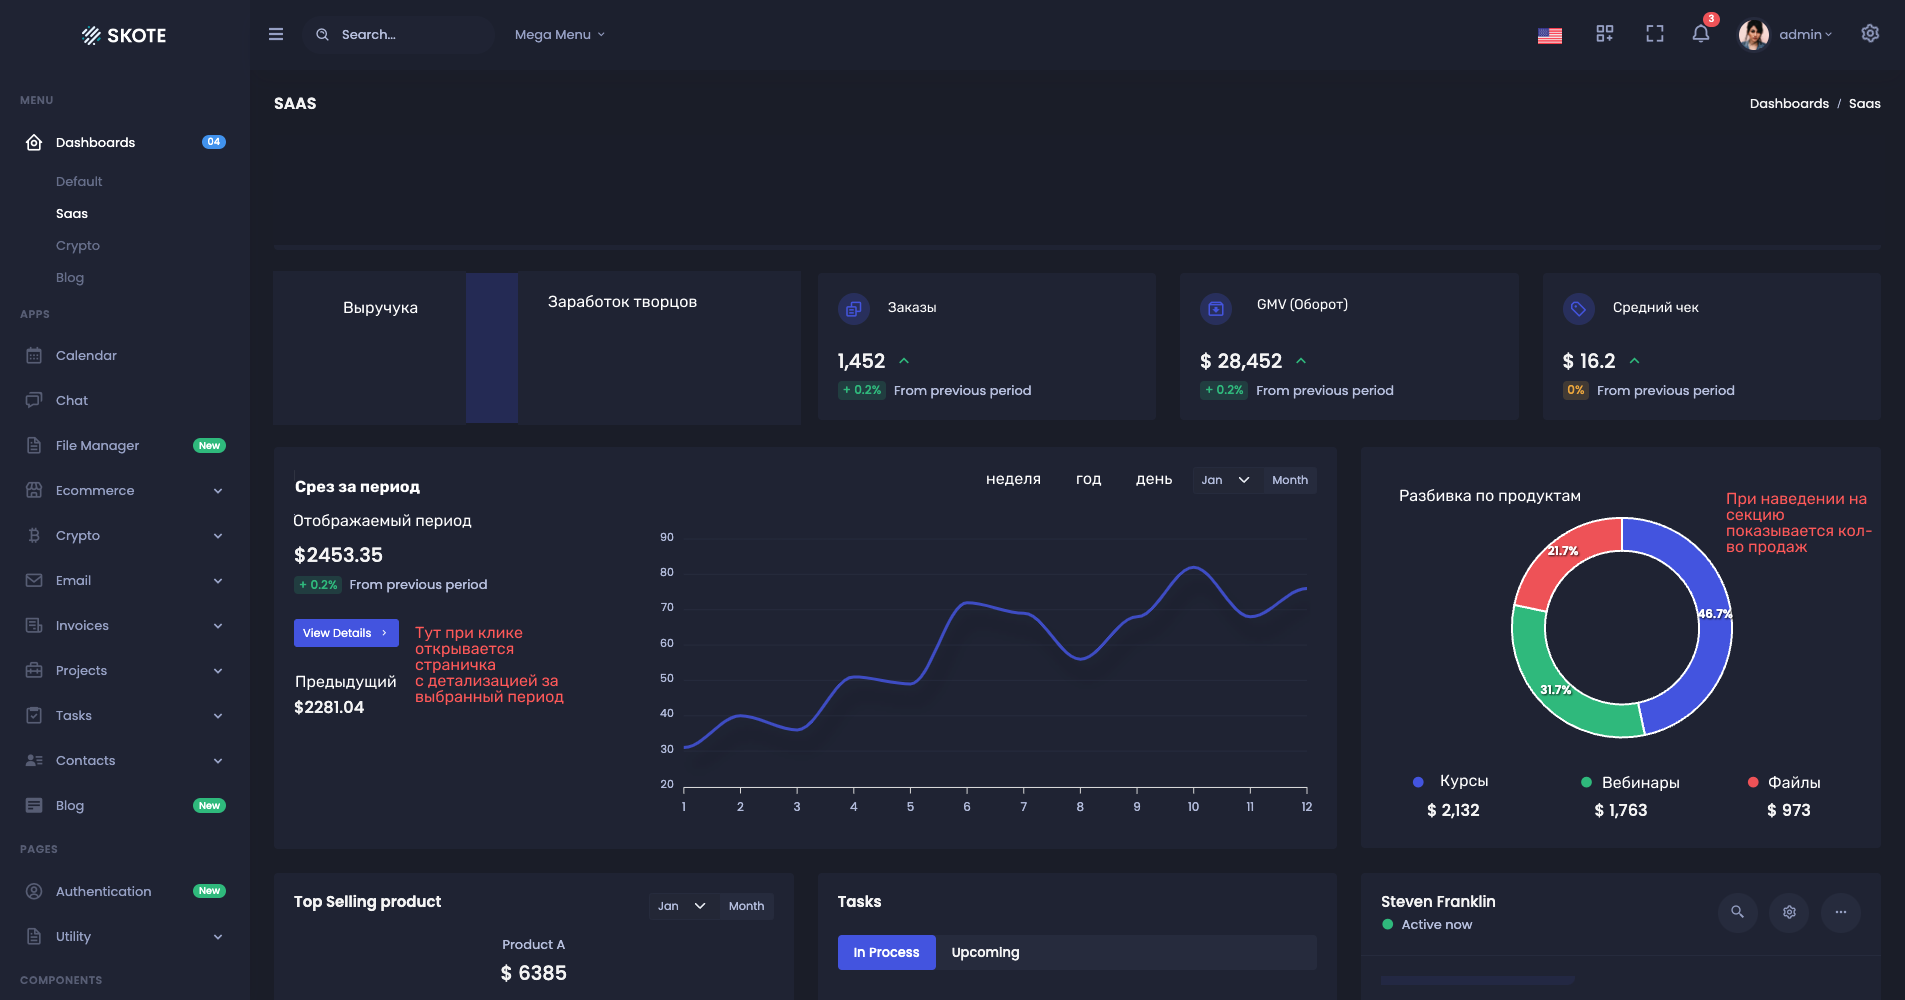 SKOTE
Search...
Mega Menu
3
admin
MENU
Dashboards
04
Default
Saas
Crypto
Blog
APPS
Calendar
Chat
File Manager
New
Ecommerce
Crypto
Email
Invoices
Projects
Tasks
Contacts
Blog
New
PAGES
Authentication
New
Utility
COMPONENTS
SAAS
Dashboards / Saas
Выручука
Заработок творцов
Заказы
1,452
+ 0.2% From previous period
GMV (Оборот)
$ 28,452
+ 0.2% From previous period
Средний чек
$ 16.2
0% From previous period
Срез за период
неделя год день Jan Month
Отображаемый период
$2453.35
+ 0.2% From previous period
View Details
Тут при клике
открывается
страничка
с детализацией за
выбранный период
Предыдущий
$2281.04
90
80
70
60
50
40
30
20
1 2 3 4 5 6 7 8 9 10 11 12
Разбивка по продуктам
При наведении на
секцию
показывается кол-
во продаж
21.7%
46.7%
31.7%
Курсы Вебинары Файлы
$ 2,132 $ 1,763 $ 973
Top Selling product
Jan Month
Product A
$ 6385
Tasks
In Process Upcoming
Steven Franklin
Active now